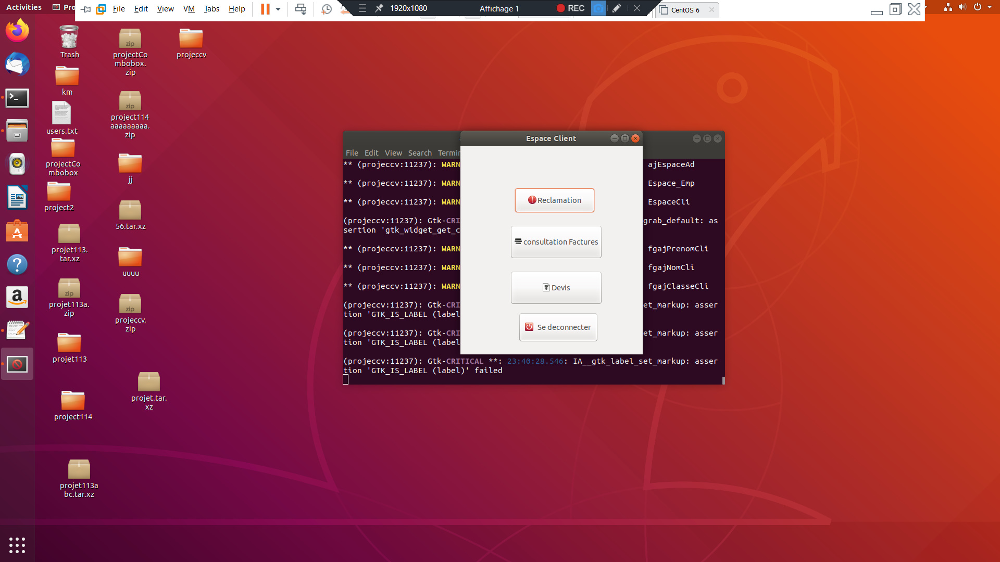 Activities
File Edit View VM Tabs Help
1920x1080
Affichage 1
REC
CentOS 6
Trash
projectCo
mbobox.
zip
projeccv
km
project114
aaaaaaaaa.
zip
users.txt
projectCo
mbobox
jj
project2
56.tar.xz
projet113.
tar.xz
uuuu
projet113a.
zip
projeccv.
zip
projet113
projet.tar.
xz
project114
projet113a
bc.tar.xz
Espace Client
File Edit View Search
Reclamation
consultation Factures
Devis
Se deconnecter
** (projeccv:11237): WARN ajEspaceAd
** (projeccv:11237): WARN Espace_Emp
** (projeccv:11237): WARN EspaceCli
(projeccv:11237): Gtk-CRI grab_default: as
sertion 'gtk_widget_get_c
** (projeccv:11237): WARN fgajPrenomCli
** (projeccv:11237): WARN fgajNomCli
** (projeccv:11237): WARN fgajClasseCli
(projeccv:11237): Gtk-CRI et_markup: asser
tion 'GTK_IS_LABEL (label
(projeccv:11237): Gtk-CRI et_markup: asser
tion 'GTK_IS_LABEL (label
(projeccv:11237): Gtk-CRITICAL **: 23:40:28.546: IA__gtk_label_set_markup: asser
tion 'GTK_IS_LABEL (label)' failed